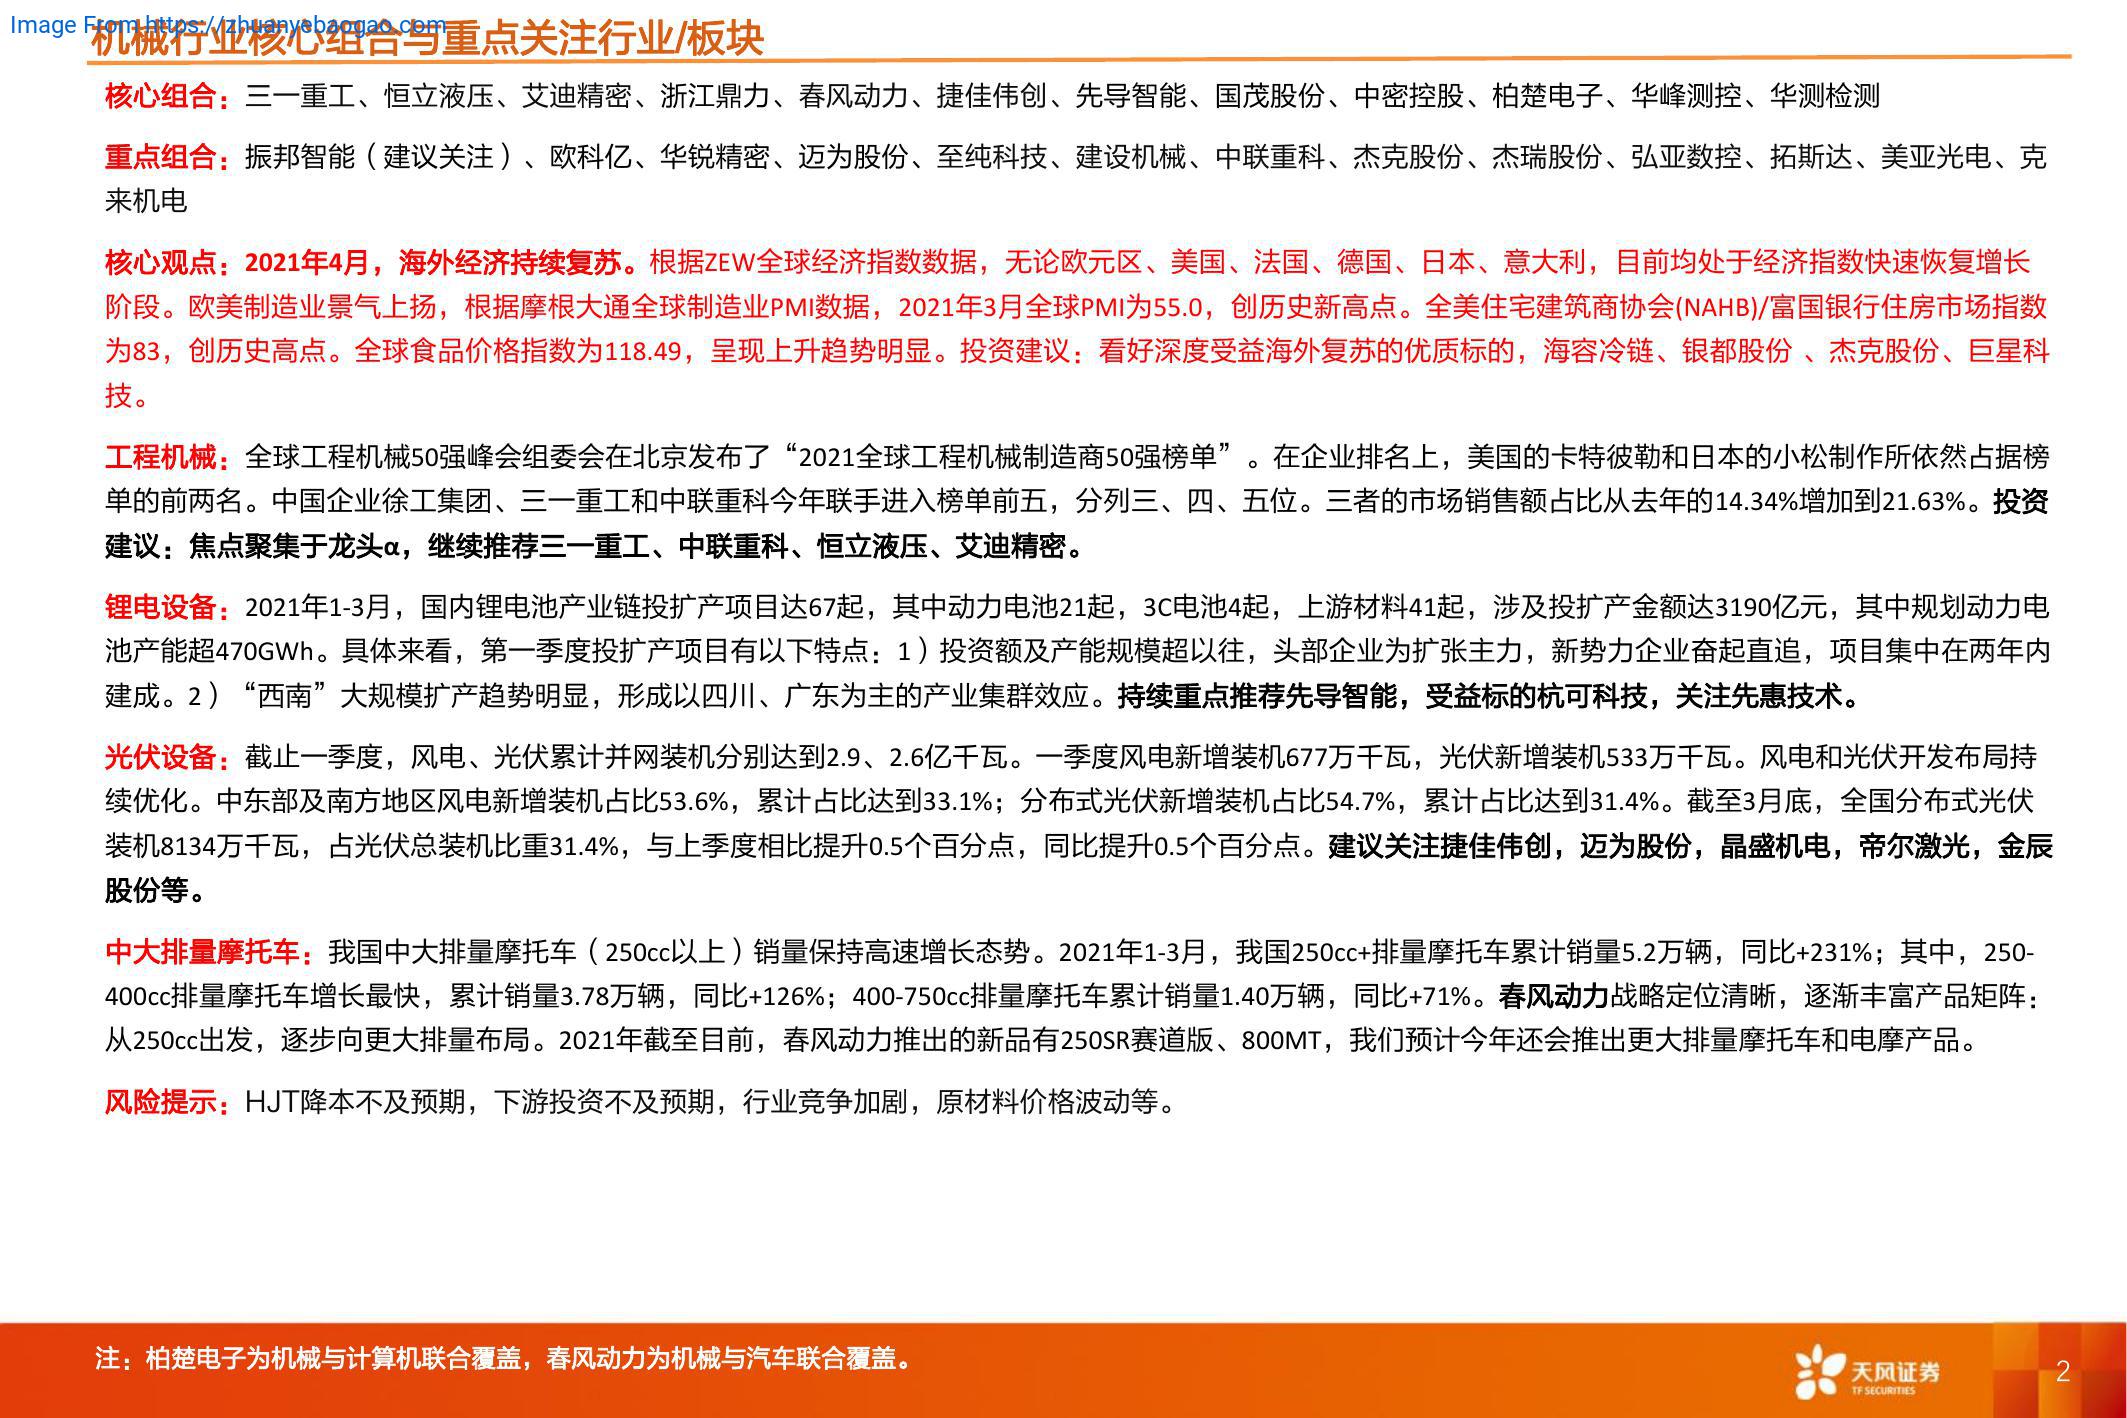 Image From https://zhuanyebaogao.com
机械行业核心组合与重点关注行业/板块
核心组合：三一重工、恒立液压、艾迪精密、浙江鼎力、春风动力、捷佳伟创、先导智能、国茂股份、中密控股、柏楚电子、华峰测控、华测检测
重点组合：振邦智能（建议关注）、欧科亿、华锐精密、迈为股份、至纯科技、建设机械、中联重科、杰克股份、杰瑞股份、弘亚数控、拓斯达、美亚光电、克
来机电
核心观点：2021年4月，海外经济持续复苏。根据ZEW全球经济指数数据，无论欧元区、美国、法国、德国、日本、意大利，目前均处于经济指数快速恢复增长
阶段。欧美制造业景气上扬，根据摩根大通全球制造业PMI数据，2021年3月全球PMI为55.0，创历史新高点。全美住宅建筑商协会(NAHB)/富国银行住房市场指数
为83，创历史高点。全球食品价格指数为118.49，呈现上升趋势明显。投资建议：看好深度受益海外复苏的优质标的，海容冷链、银都股份 、杰克股份、巨星科
技。
工程机械：全球工程机械50强峰会组委会在北京发布了“2021全球工程机械制造商50强榜单”。在企业排名上，美国的卡特彼勒和日本的小松制作所依然占据榜
单的前两名。中国企业徐工集团、三一重工和中联重科今年联手进入榜单前五，分列三、四、五位。三者的市场销售额占比从去年的14.34%增加到21.63%。投资
建议：焦点聚集于龙头α，继续推荐三一重工、中联重科、恒立液压、艾迪精密。
锂电设备：2021年1-3月，国内锂电池产业链投扩产项目达67起，其中动力电池21起，3C电池4起，上游材料41起，涉及投扩产金额达3190亿元，其中规划动力电
池产能超470GWh。具体来看，第一季度投扩产项目有以下特点：1）投资额及产能规模超以往，头部企业为扩张主力，新势力企业奋起直追，项目集中在两年内
建成。2）“西南”大规模扩产趋势明显，形成以四川、广东为主的产业集群效应。持续重点推荐先导智能，受益标的杭可科技，关注先惠技术。
光伏设备：截止一季度，风电、光伏累计并网装机分别达到2.9、2.6亿千瓦。一季度风电新增装机677万千瓦，光伏新增装机533万千瓦。风电和光伏开发布局持
续优化。中东部及南方地区风电新增装机占比53.6%，累计占比达到33.1%；分布式光伏新增装机占比54.7%，累计占比达到31.4%。截至3月底，全国分布式光伏
装机8134万千瓦，占光伏总装机比重31.4%，与上季度相比提升0.5个百分点，同比提升0.5个百分点。建议关注捷佳伟创，迈为股份，晶盛机电，帝尔激光，金辰
股份等。
中大排量摩托车：我国中大排量摩托车（250cc以上）销量保持高速增长态势。2021年1-3月，我国250cc+排量摩托车累计销量5.2万辆，同比+231%；其中，250-
400cc排量摩托车增长最快，累计销量3.78万辆，同比+126%；400-750cc排量摩托车累计销量1.40万辆，同比+71%。春风动力战略定位清晰，逐渐丰富产品矩阵：
从250cc出发，逐步向更大排量布局。2021年截至目前，春风动力推出的新品有250SR赛道版、800MT，我们预计今年还会推出更大排量摩托车和电摩产品。
风险提示：HJT降本不及预期，下游投资不及预期，行业竞争加剧，原材料价格波动等。
注：柏楚电子为机械与计算机联合覆盖，春风动力为机械与汽车联合覆盖。
天风证券
TF SECURITIES
2